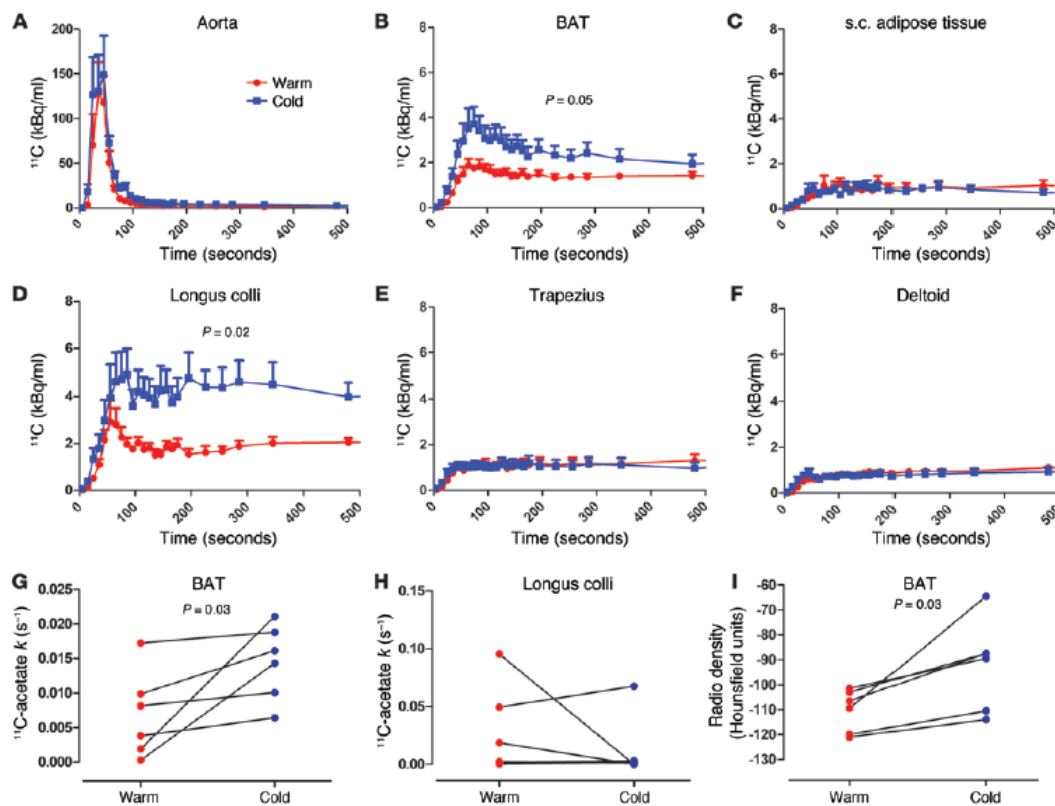 A Aorta
¹¹C (kBq/ml)
200
150
100
50
0
0 100 200 300 400 500
Time (seconds)
Warm
Cold
B BAT
¹¹C (kBq/ml)
8
6
4
2
0
P = 0.05
0 100 200 300 400 500
Time (seconds)
C s.c. adipose tissue
¹¹C (kBq/ml)
8
6
4
2
0
0 100 200 300 400 500
Time (seconds)
D Longus colli
¹¹C (kBq/ml)
8
6
4
2
0
P = 0.02
0 100 200 300 400 500
Time (seconds)
E Trapezius
¹¹C (kBq/ml)
8
6
4
2
0
0 100 200 300 400 500
Time (seconds)
F Deltoid
¹¹C (kBq/ml)
8
6
4
2
0
0 100 200 300 400 500
Time (seconds)
G BAT
P = 0.03
¹¹C-acetate k (s⁻¹)
0.025
0.020
0.015
0.010
0.005
0.000
Warm Cold
H Longus colli
¹¹C-acetate k (s⁻¹)
0.15
0.10
0.05
0.00
Warm Cold
I BAT
P = 0.03
Radio density
(Hounsfield units)
-60
-70
-80
-90
-100
-110
-120
-130
Warm Cold